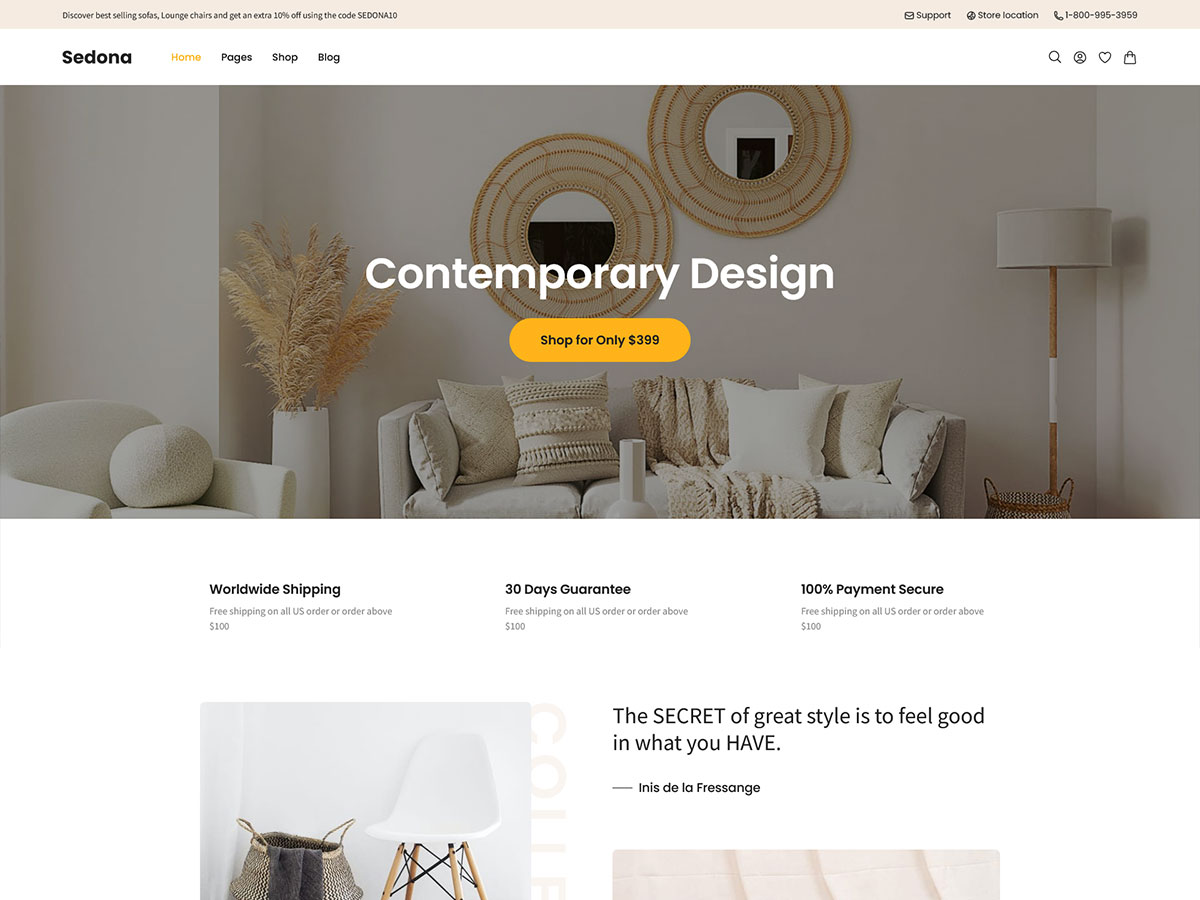 Discover best selling sofas, Lounge chairs and get an extra 10% off using the code SEDONA10
Support
Store location
1-800-995-3959
Sedona
Home
Pages
Shop
Blog
Contemporary Design
Shop for Only $399
Worldwide Shipping
Free shipping on all US order or order above
$100
30 Days Guarantee
Free shipping on all US order or order above
$100
100% Payment Secure
Free shipping on all US order or order above
$100
COLLE
The SECRET of great style is to feel good
in what you HAVE.
Inis de la Fressange